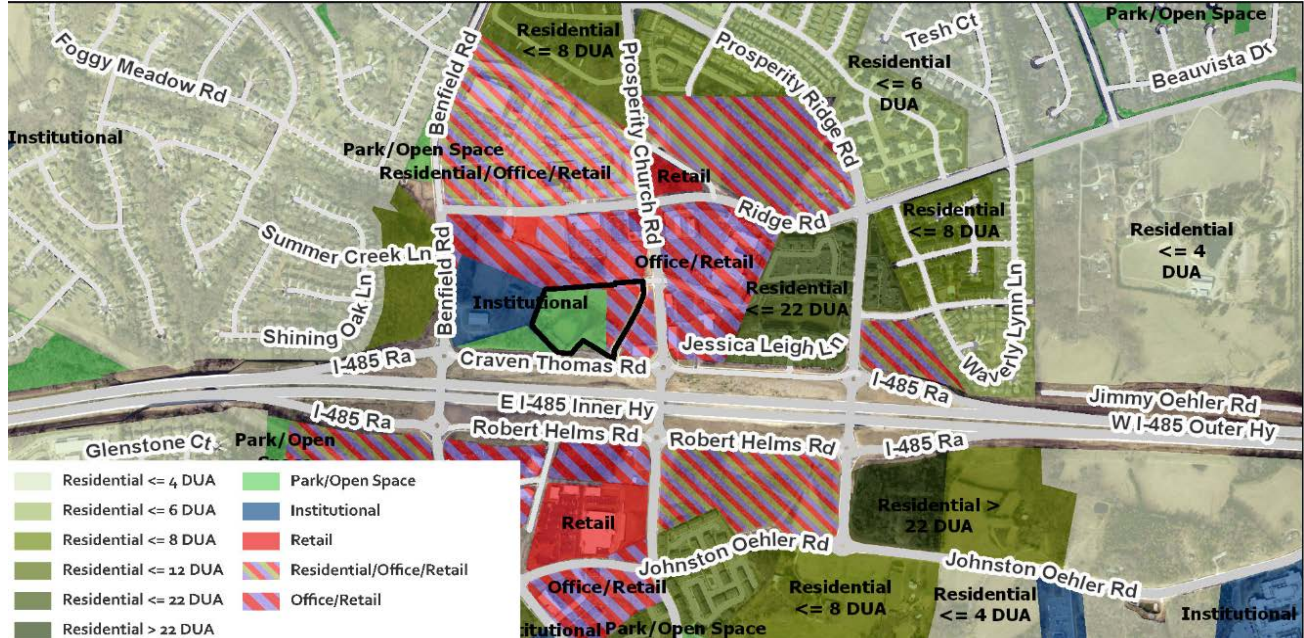 Foggy Meadow Rd
Institutional
Benfield Rd
Residential
<= 8 DUA
Prosperity Church Rd
Prosperity Ridge Rd
Residential
<= 6
DUA
Tesh Ct
Park/Open Space
Beauvista Dr
Park/Open Space
Residential/Office/Retail
Retail
Ridge Rd
Residential
<= 8 DUA
Residential
<= 4
DUA
Summer Creek Ln
Benfield Rd
Office/Retail
Institutional
Residential
<= 22 DUA
Shining Oak Ln
Jessica Leigh Ln
Waverly Lynn Ln
I-485 Ra
Craven Thomas Rd
I-485 Ra
Jimmy Oehler Rd
E I-485 Inner Hy
W I-485 Outer Hy
I-485 Ra
Robert Helms Rd
Robert Helms Rd
I-485 Ra
Glenstone Ct
Park/Open
Residential <= 4 DUA
Residential <= 6 DUA
Residential <= 8 DUA
Residential <= 12 DUA
Residential <= 22 DUA
Residential > 22 DUA
Park/Open Space
Institutional
Retail
Residential/Office/Retail
Office/Retail
Retail
Residential >
22 DUA
Johnston Oehler Rd
Johnston Oehler Rd
Office/Retail
Residential
<= 8 DUA
Residential
<= 4 DUA
Institutional
Park/Open Space